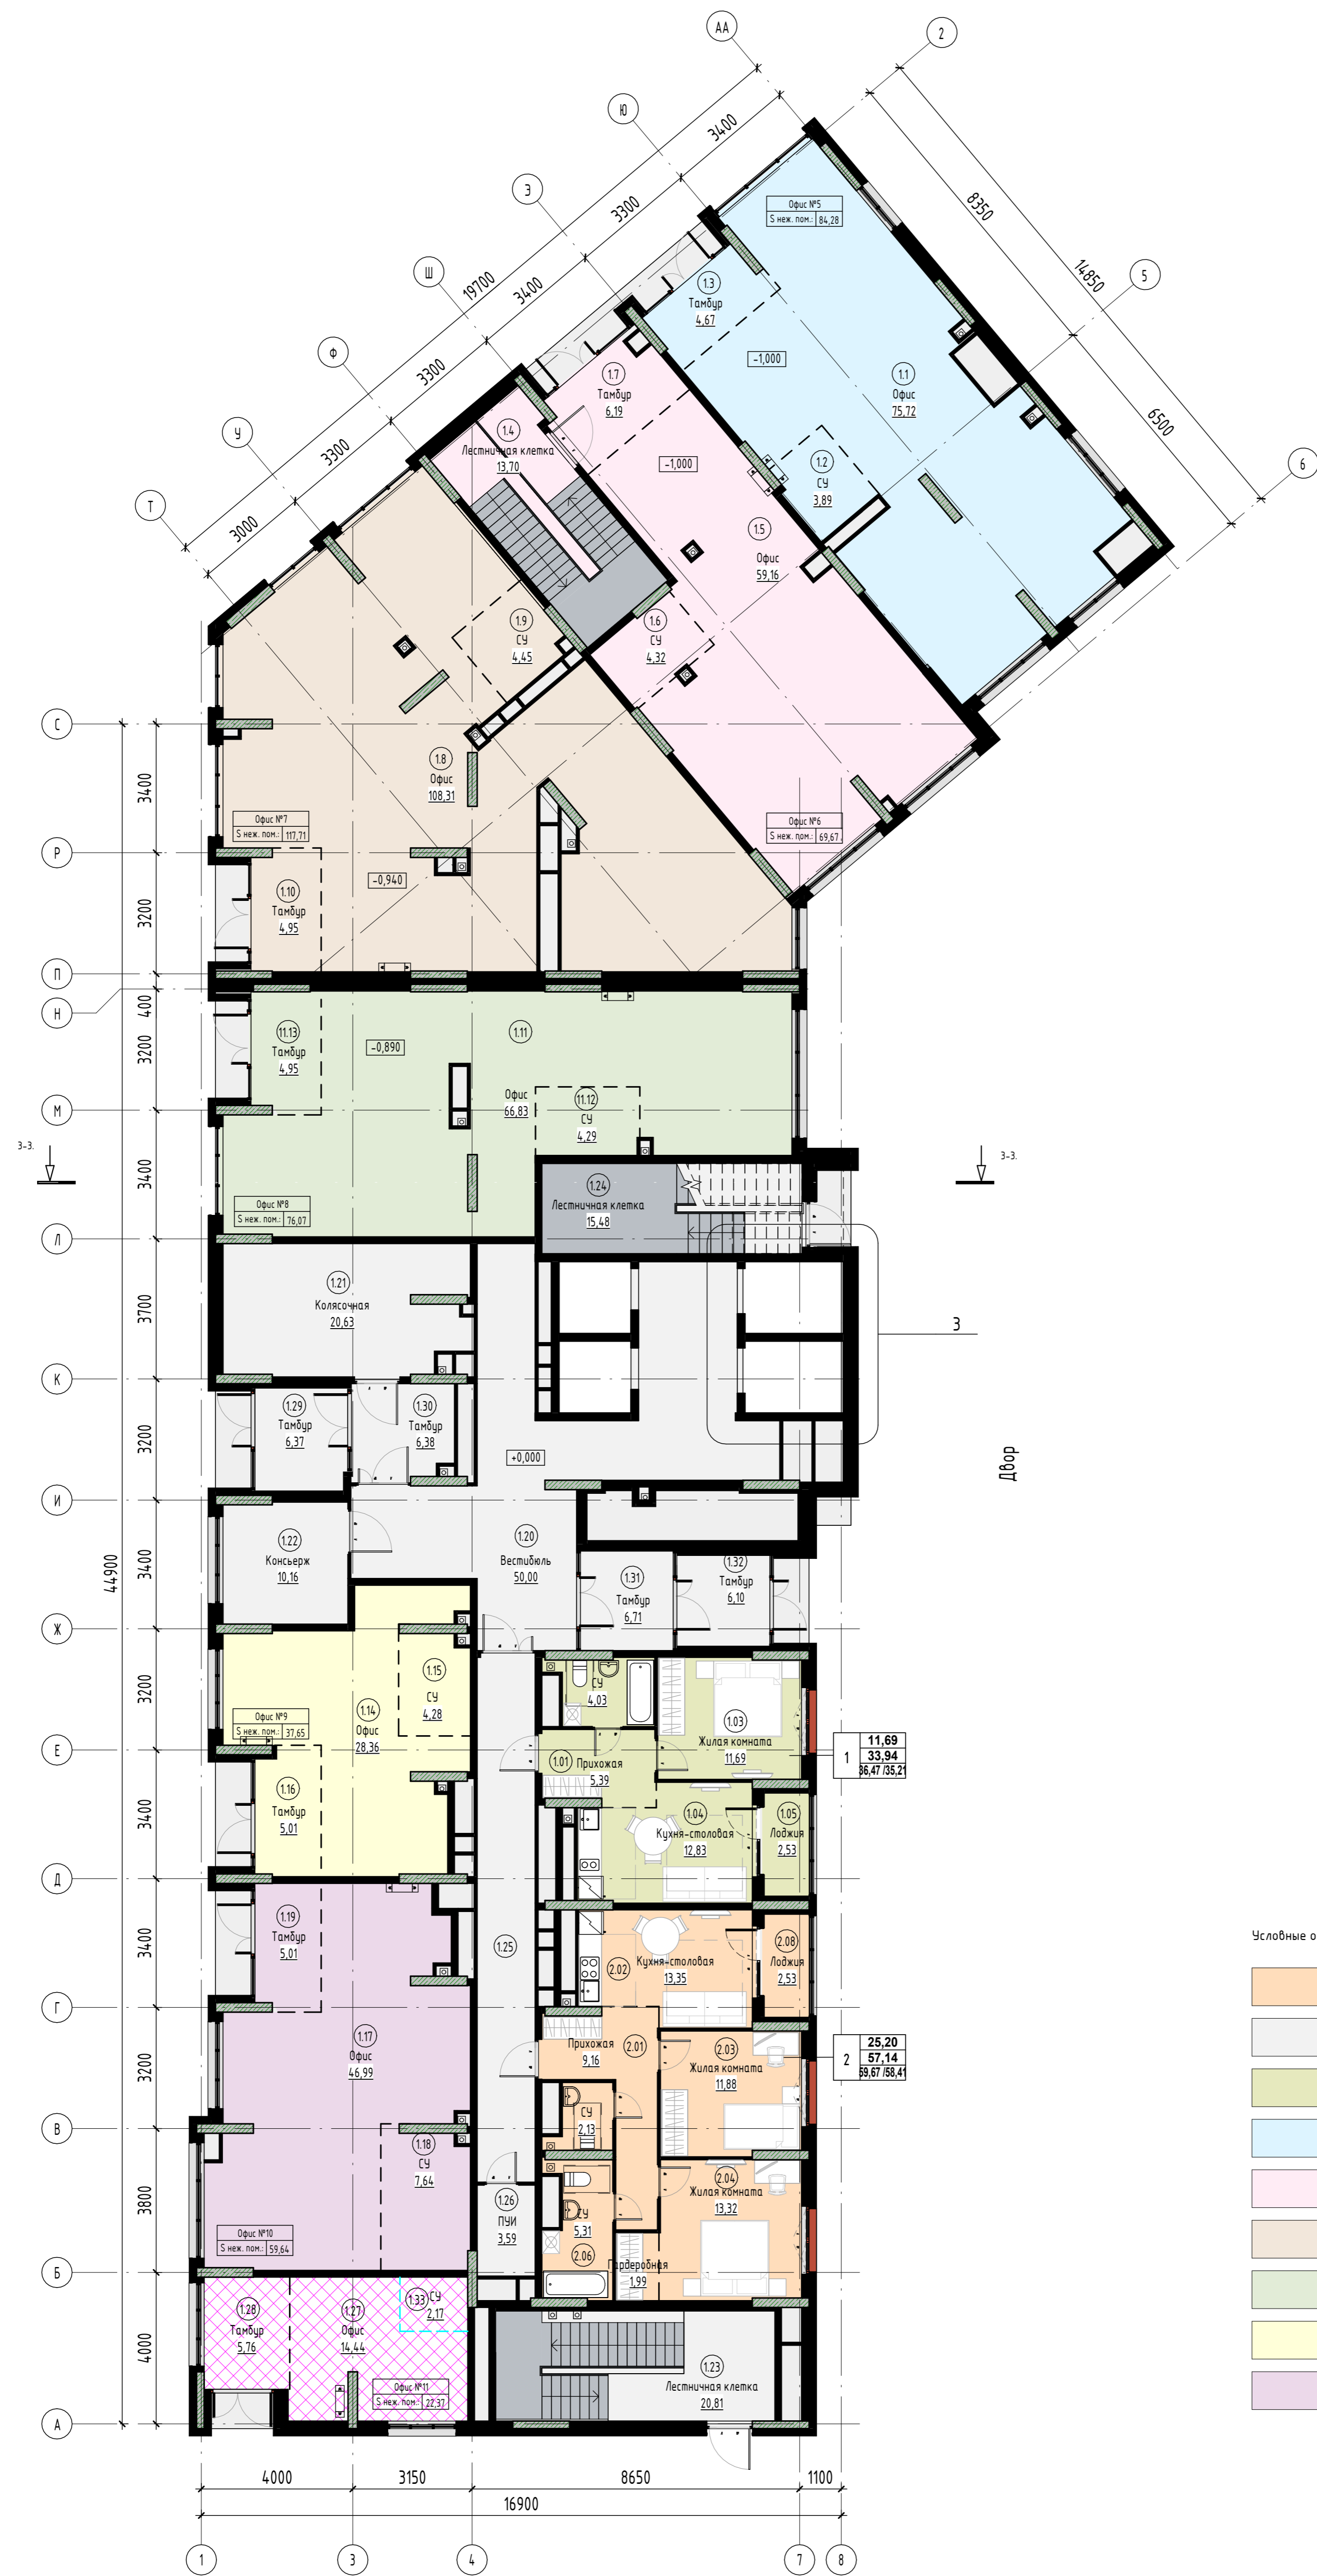 АА
2
Ю
3400
З
3300
8350
Офис №5
S неж. пом.: 84,28
14850
5
Ш
19700
3400
1.3
Тамбур
4,67
Ф
3300
1.7
Тамбур
6,19
-1,000
1.1
Офис
75,72
6500
У
3300
1.4
Лестничная клетка
13,70
-1,000
1.2
СУ
3,89
6
Т
3000
1.5
Офис
59,16
1.9
СУ
4,45
1.6
СУ
4,32
С
3400
1.8
Офис
108,31
Офис №7
S неж. пом.: 117,71
Офис №6
S неж. пом.: 69,67
Р
1.10
Тамбур
4,95
-0,940
3200
П
400
Н
11.13
Тамбур
4,95
-0,890
1.11
3200
Офис
66,83
11.12
СУ
4,29
М
3-3.
3-3.
3400
1.24
Лестничная клетка
15,48
Офис №8
S неж. пом.: 76,07
Л
1.21
Колясочная
20,63
3700
3
К
1.29
Тамбур
6,37
1.30
Тамбур
6,38
3200
+0,000
Двор
И
1.22
Консьерж
10,16
1.20
Вестибюль
50,00
44900
3400
1.31
Тамбур
6,71
1.32
Тамбур
6,10
Ж
1.15
СУ
4,28
СУ
4,03
3200
Офис №9
S неж. пом.: 37,65
1.14
Офис
28,36
1.03
Жилая комната
11,69
Е
1.01
Прихожая
5,39
1
11,69
33,94
36,47 /35,21
1.16
Тамбур
5,01
3400
1.04
Кухня-столовая
12,83
1.05
Лоджия
2,53
Д
1.19
Тамбур
5,01
3400
1.25
2.02
Кухня-столовая
13,35
2.08
Лоджия
2,53
Условные о
Г
1.17
Офис
46,99
3200
Прихожая
9,16
2.01
2.03
Жилая комната
11,88
2
25,20
57,14
59,67 /58,41
В
СУ
2,13
1.18
СУ
7,64
3800
2.04
Жилая комната
13,32
1.26
ПУИ
3,59
СУ
5,31
2.06
Офис №10
S неж. пом.: 59,64
Гардеробная
1,99
Б
1.28
Тамбур
5,76
1.27
Офис
14,44
1.33
СУ
2,17
4000
Офис №11
S неж. пом.: 22,37
1.23
Лестничная клетка
20,81
А
4000
3150
8650
1100
16900
1
3
4
7
8